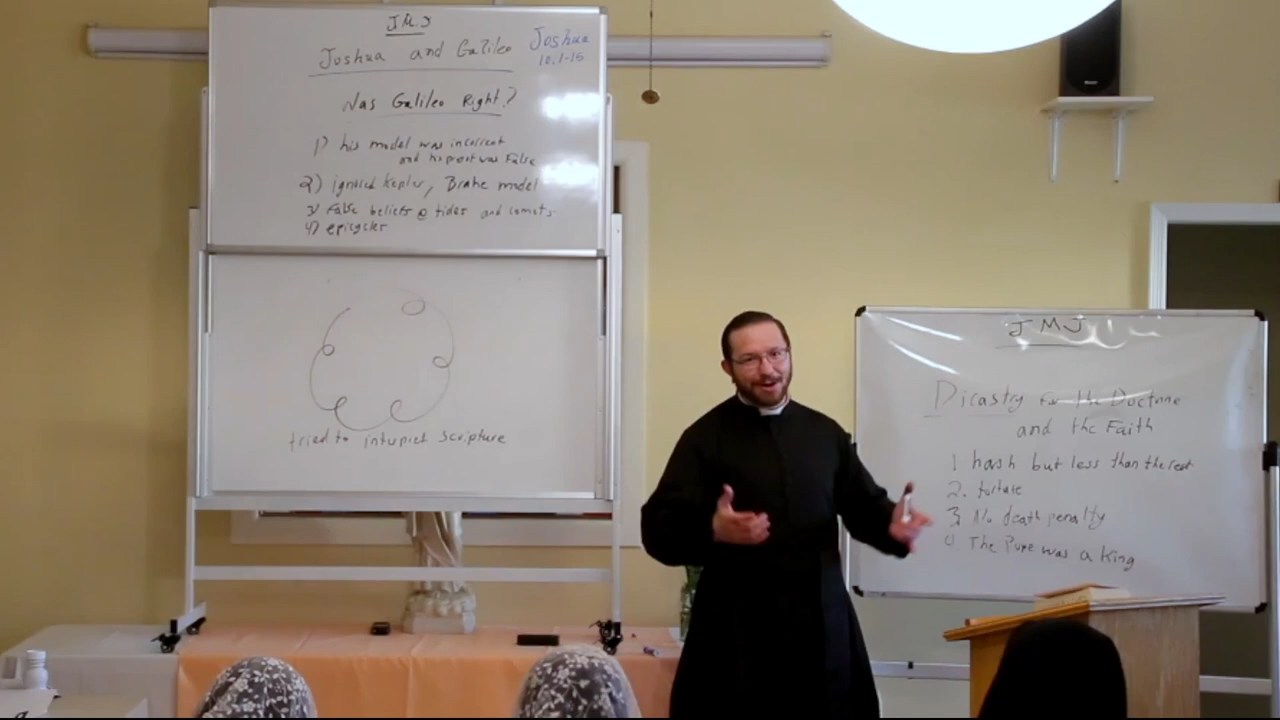 J.M.J
Joshua and Galileo
Joshua
10.1-15
Was Galileo Right?
1) his model was incorrect
and his proof was False
2) ignored Kepler, Brahe model
3) False beliefs @ tides and comets.
4) epicycles
tried to interpret Scripture
JMJ
Dicastry for the Doctrine
and the Faith
1 harsh but less than the rest
2. torture
3. No death penalty
4. The Pope was a King